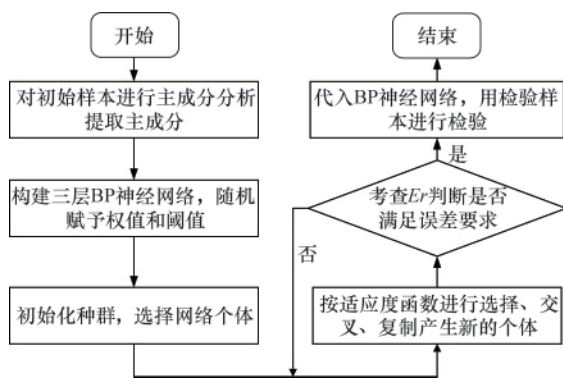 开始
对初始样本进行主成分分析
提取主成分
构建三层BP神经网络，随机
赋予权值和阈值
初始化种群，选择网络个体
按适应度函数进行选择、交
叉、复制产生新的个体
考查Er判断是否
满足误差要求
否
是
代入BP神经网络，用检验样
本进行检验
结束